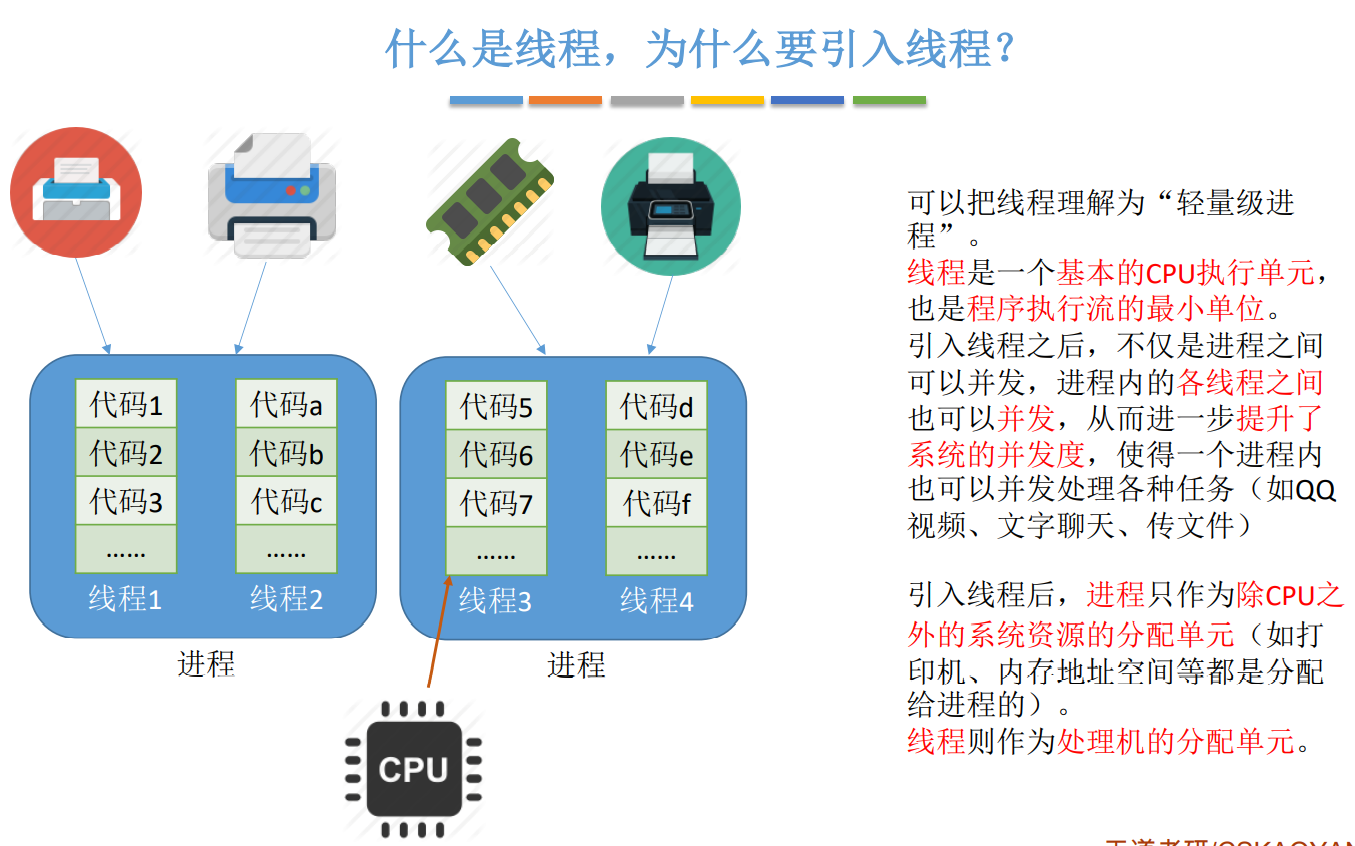 什么是线程，为什么要引入线程？
可以把线程理解为“轻量级进
程”。
线程是一个基本的CPU执行单元，
也是程序执行流的最小单位。
引入线程之后，不仅是进程之间
可以并发，进程内的各线程之间
也可以并发，从而进一步提升了
系统的并发度，使得一个进程内
也可以并发处理各种任务（如QQ
视频、文字聊天、传文件）
引入线程后，进程只作为除CPU之
外的系统资源的分配单元（如打
印机、内存地址空间等都是分配
给进程的）。
线程则作为处理机的分配单元。
代码1
代码2
代码3
……
线程1
代码a
代码b
代码c
……
线程2
进程
代码5
代码6
代码7
……
线程3
代码d
代码e
代码f
……
线程4
进程
CPU
王道考研/CSKAOYAN